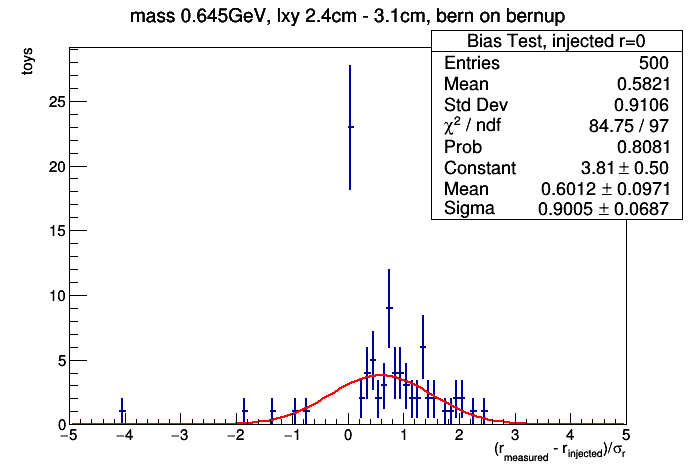 mass 0.645GeV, lxy 2.4cm - 3.1cm, bern on bernup
Bias Test, injected r=0
Entries 500
Mean 0.5821
Std Dev 0.9106
χ² / ndf 84.75 / 97
Prob 0.8081
Constant 3.81 ± 0.50
Mean 0.6012 ± 0.0971
Sigma 0.9005 ± 0.0687
toys
25
20
15
10
5
0
−5 −4 −3 −2 −1 0 1 2 3 4 5
(r_measured - r_injected)/σ_r